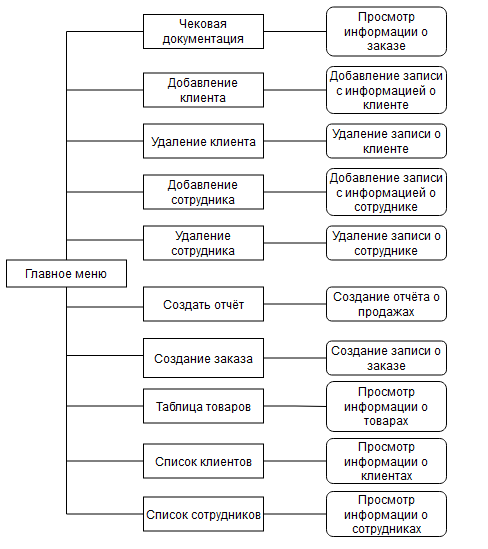 Чековая
документация
Просмотр
информации о
заказе
Добавление
клиента
Добавление записи
с информацией о
клиенте
Удаление клиента
Удаление записи о
клиенте
Добавление
сотрудника
Добавление записи
с информацией о
сотруднике
Удаление
сотрудника
Удаление записи о
сотруднике
Главное меню
Создать отчёт
Создание отчёта о
продажах
Создание заказа
Создание записи о
заказе
Таблица товаров
Просмотр
информации о
товарах
Список клиентов
Просмотр
информации о
клиентах
Список сотрудников
Просмотр
информации о
сотрудниках